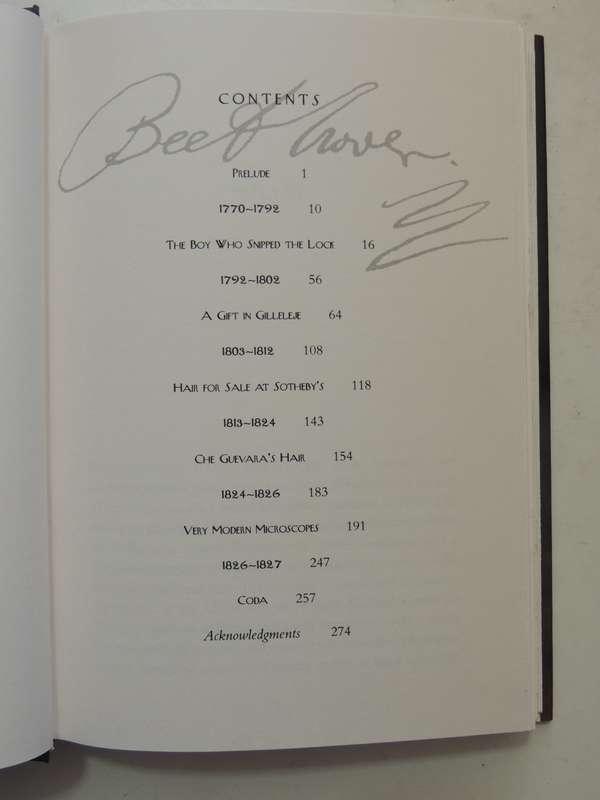 CONTENTS
Beethoven.
PRELUDE 1
1770~1792 10
THE BOY WHO SNIPPED THE LOCK 16
1792~1802 56
A GIFT IN GILLELEJE 64
1803~1812 108
HAIR FOR SALE AT SOTHEBY'S 118
1813~1824 143
CHE GUEVARA'S HAIR 154
1824~1826 183
VERY MODERN MICROSCOPES 191
1826~1827 247
CODA 257
Acknowledgments 274